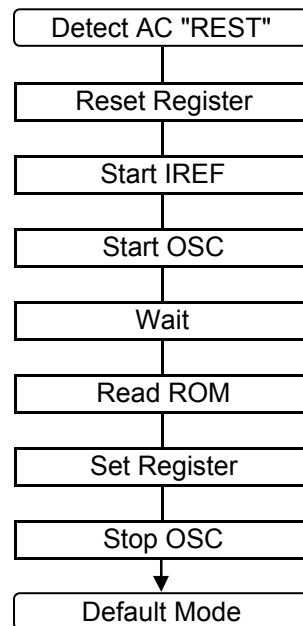 Detect AC "REST"
Reset Register
Start IREF
Start OSC
Wait
Read ROM
Set Register
Stop OSC
Default Mode